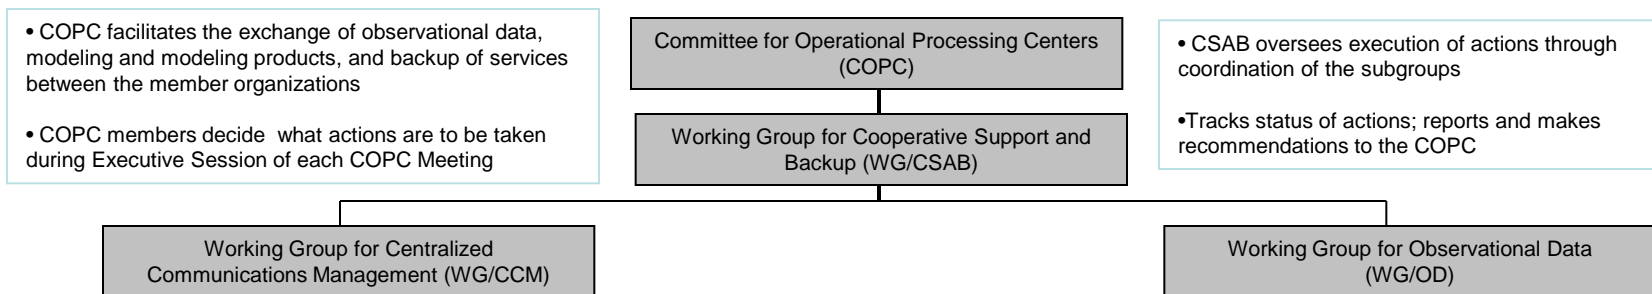 • COPC facilitates the exchange of observational data,
modeling and modeling products, and backup of services
between the member organizations
• COPC members decide  what actions are to be taken
during Executive Session of each COPC Meeting
Committee for Operational Processing Centers
(COPC)
Working Group for Cooperative Support and
Backup (WG/CSAB)
• CSAB oversees execution of actions through
coordination of the subgroups
•Tracks status of actions; reports and makes
recommendations to the COPC
Working Group for Centralized
Communications Management (WG/CCM)
Working Group for Observational Data
(WG/OD)